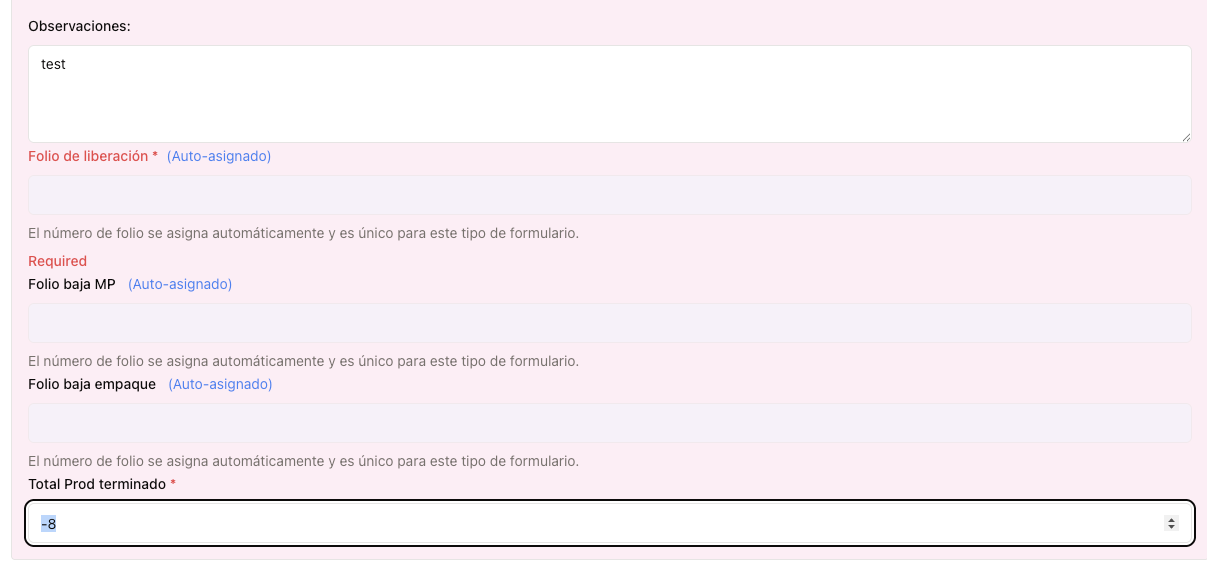 Observaciones:
test
Folio de liberación * (Auto-asignado)
El número de folio se asigna automáticamente y es único para este tipo de formulario.
Required
Folio baja MP (Auto-asignado)
El número de folio se asigna automáticamente y es único para este tipo de formulario.
Folio baja empaque (Auto-asignado)
El número de folio se asigna automáticamente y es único para este tipo de formulario.
Total Prod terminado *
-8